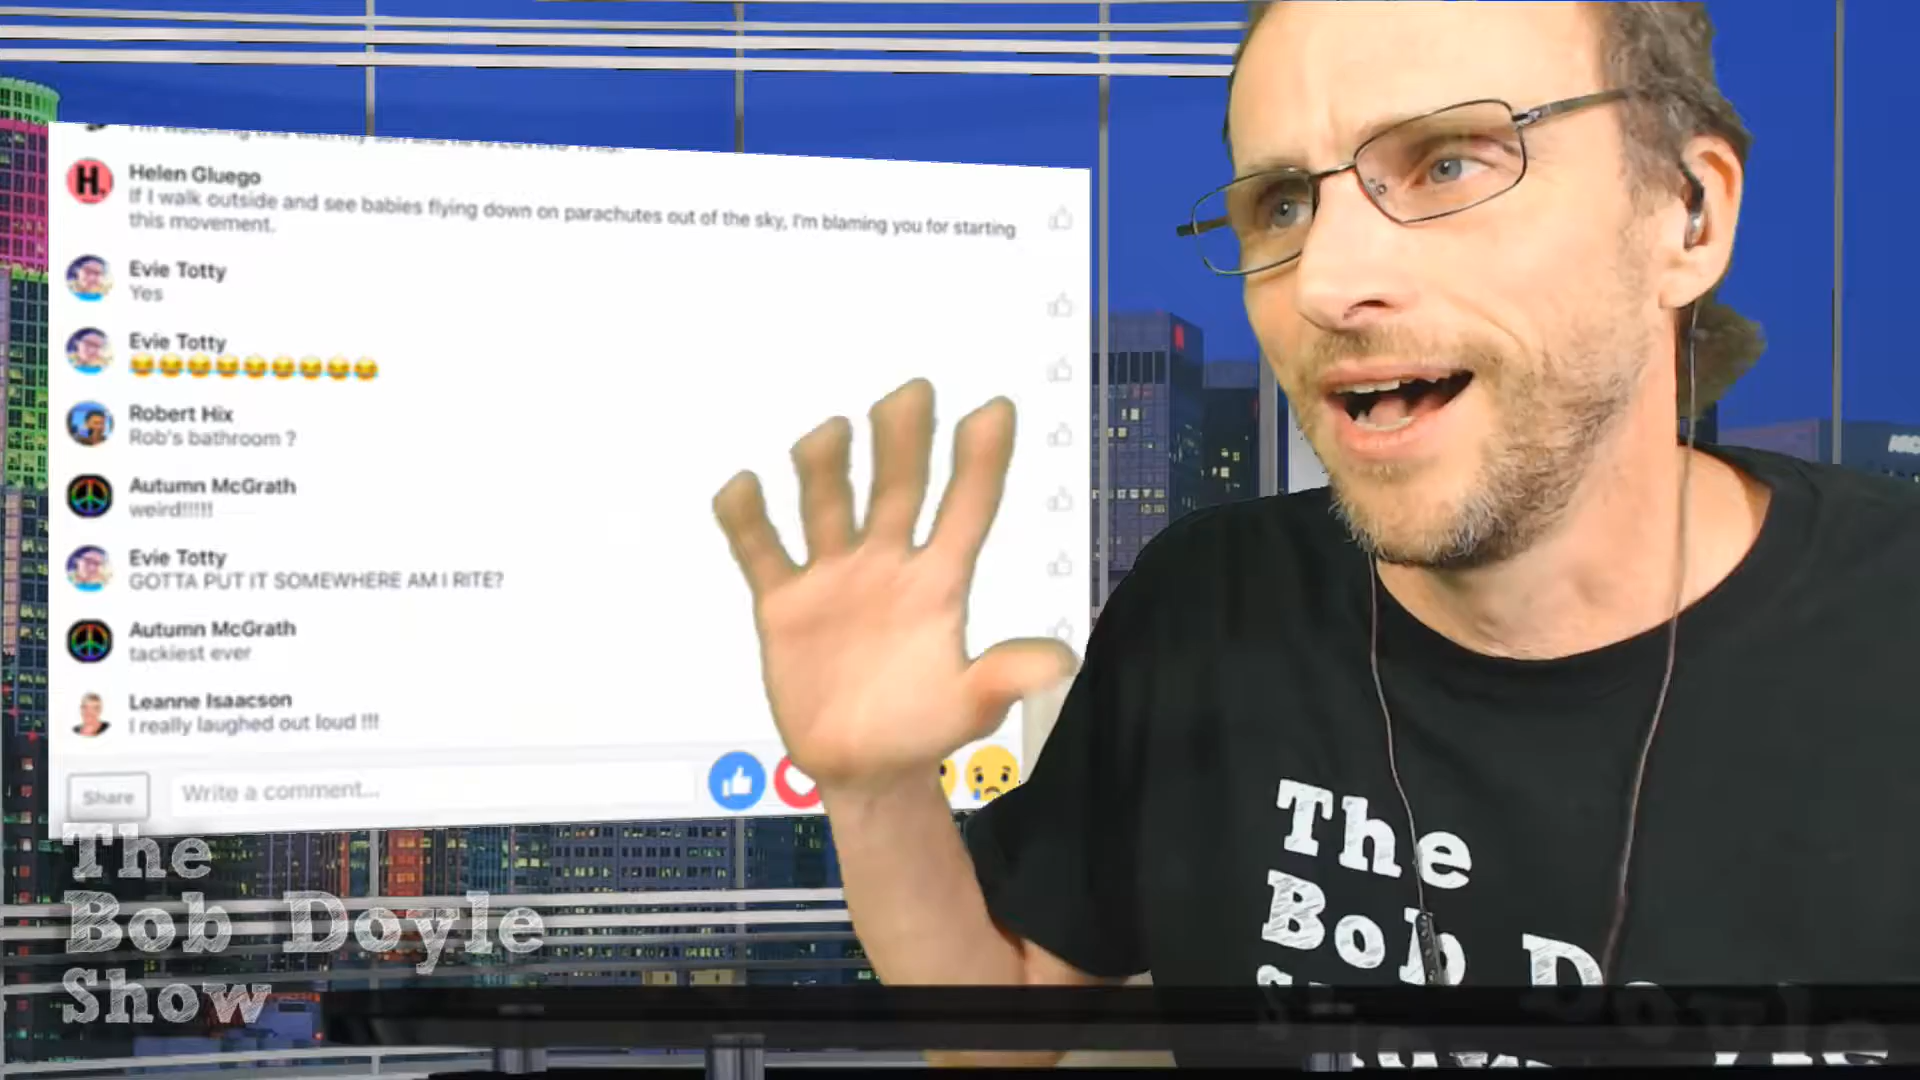 Helen Gluego
If I walk outside and see babies flying down on parachutes out of the sky, I'm blaming you for starting
this movement.
Evie Totty
Yes
Evie Totty
😂😂😂😂😂😂😂😂😂
Robert Hix
Rob's bathroom ?
Autumn McGrath
weird!!!!!
Evie Totty
GOTTA PUT IT SOMEWHERE AM I RITE?
Autumn McGrath
tackiest ever
Leanne Isaacson
I really laughed out loud !!!
Share
Write a comment...
The
Bob Doyle
Show
The
Bob Doyle